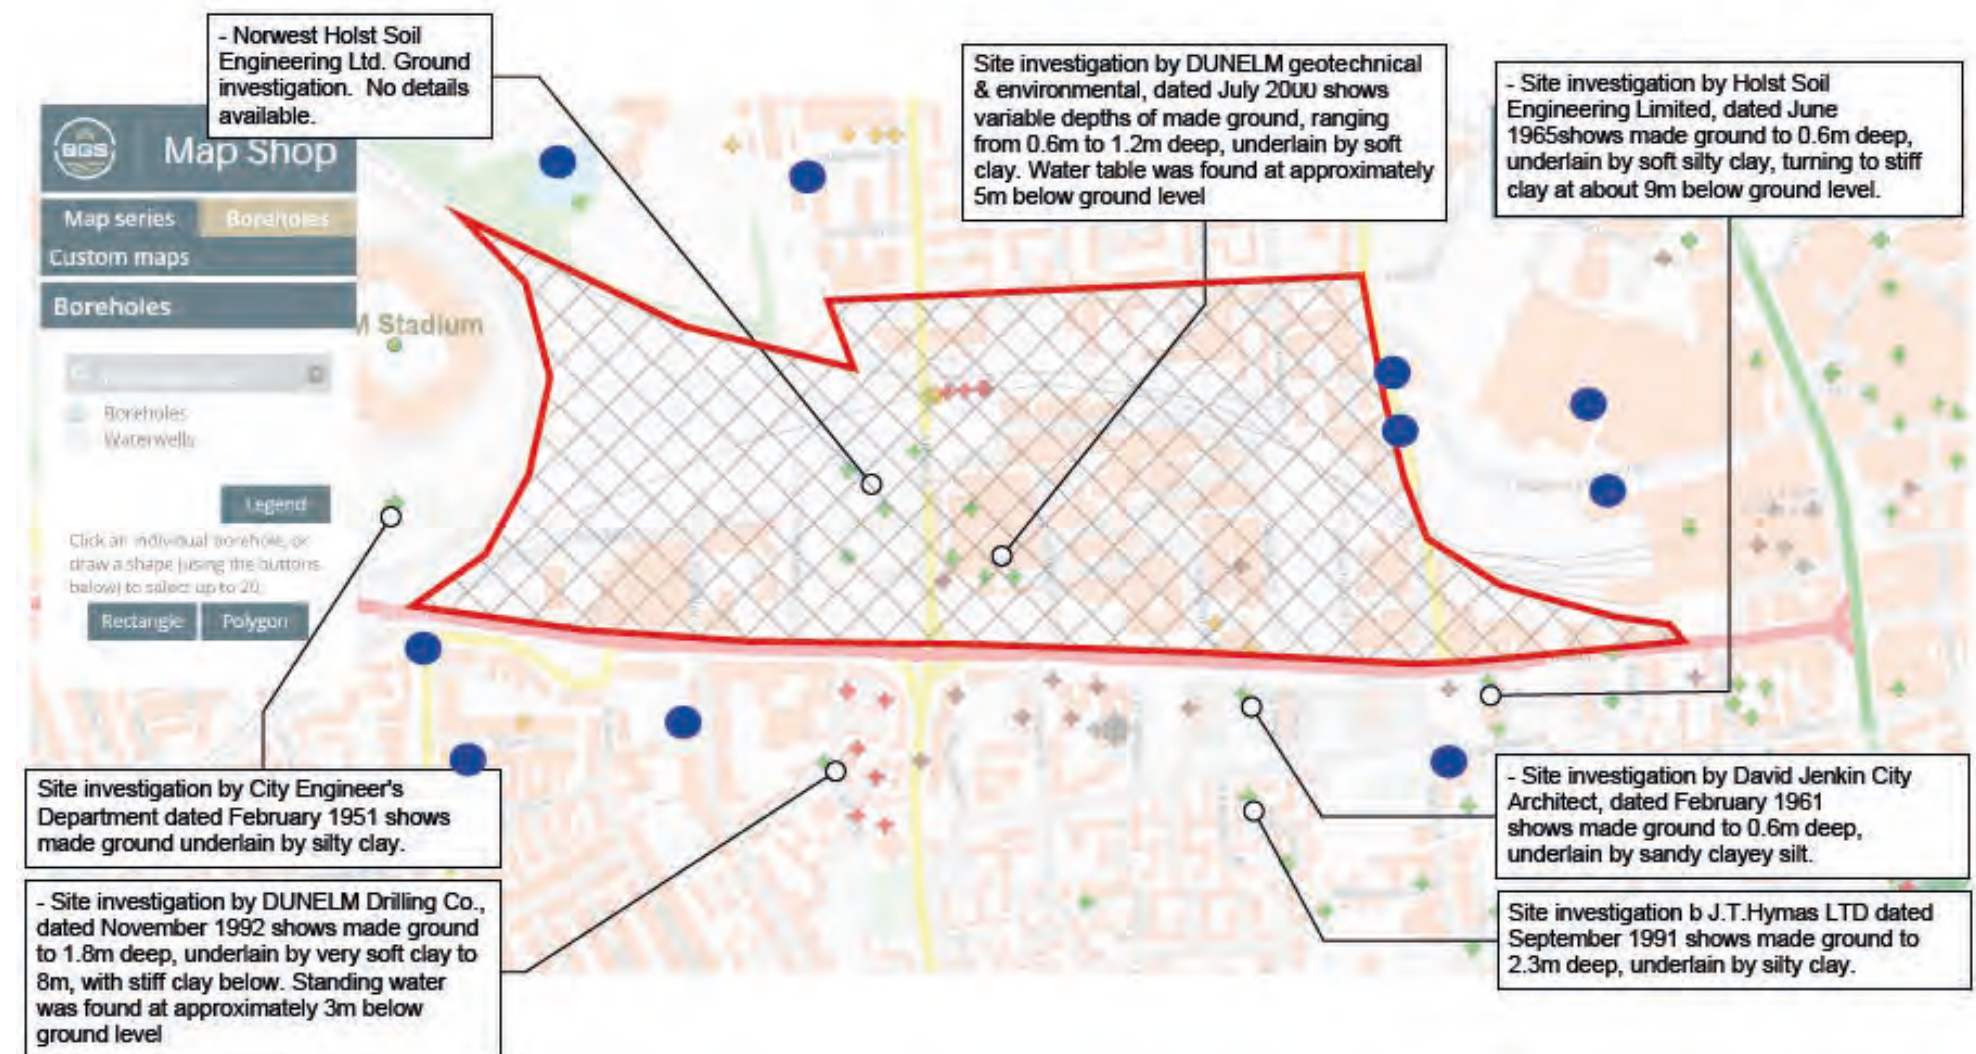 - Norwest Holst Soil
Engineering Ltd. Ground
investigation. No details
available.
Site investigation by DUNELM geotechnical
& environmental, dated July 2000 shows
variable depths of made ground, ranging
from 0.6m to 1.2m deep, underlain by soft
clay. Water table was found at approximately
5m below ground level
- Site investigation by Holst Soil
Engineering Limited, dated June
1965shows made ground to 0.6m deep,
underlain by soft silty clay, turning to stiff
clay at about 9m below ground level.
BGS
Map Shop
Map series
Boreholes
Custom maps
Boreholes
M Stadium
Boreholes
Waterwells
Legend
Click an individual borehole, or
draw a shape (using the buttons
below) to select up to 20.
Rectangle
Polygon
Site investigation by City Engineer's
Department dated February 1951 shows
made ground underlain by silty clay.
- Site investigation by DUNELM Drilling Co.,
dated November 1992 shows made ground
to 1.8m deep, underlain by very soft clay to
8m, with stiff clay below. Standing water
was found at approximately 3m below
ground level
- Site investigation by David Jenkin City
Architect, dated February 1961
shows made ground to 0.6m deep,
underlain by sandy clayey silt.
Site investigation b J.T.Hymas LTD dated
September 1991 shows made ground to
2.3m deep, underlain by silty clay.